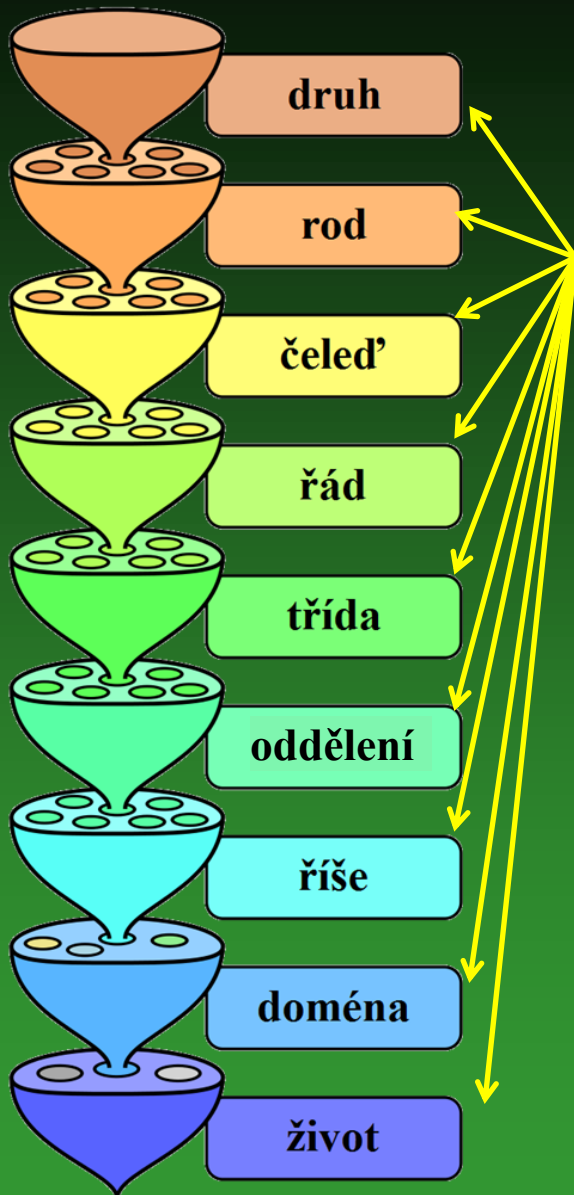 druh
rod
čeleď
řád
třída
oddělení
říše
doména
život